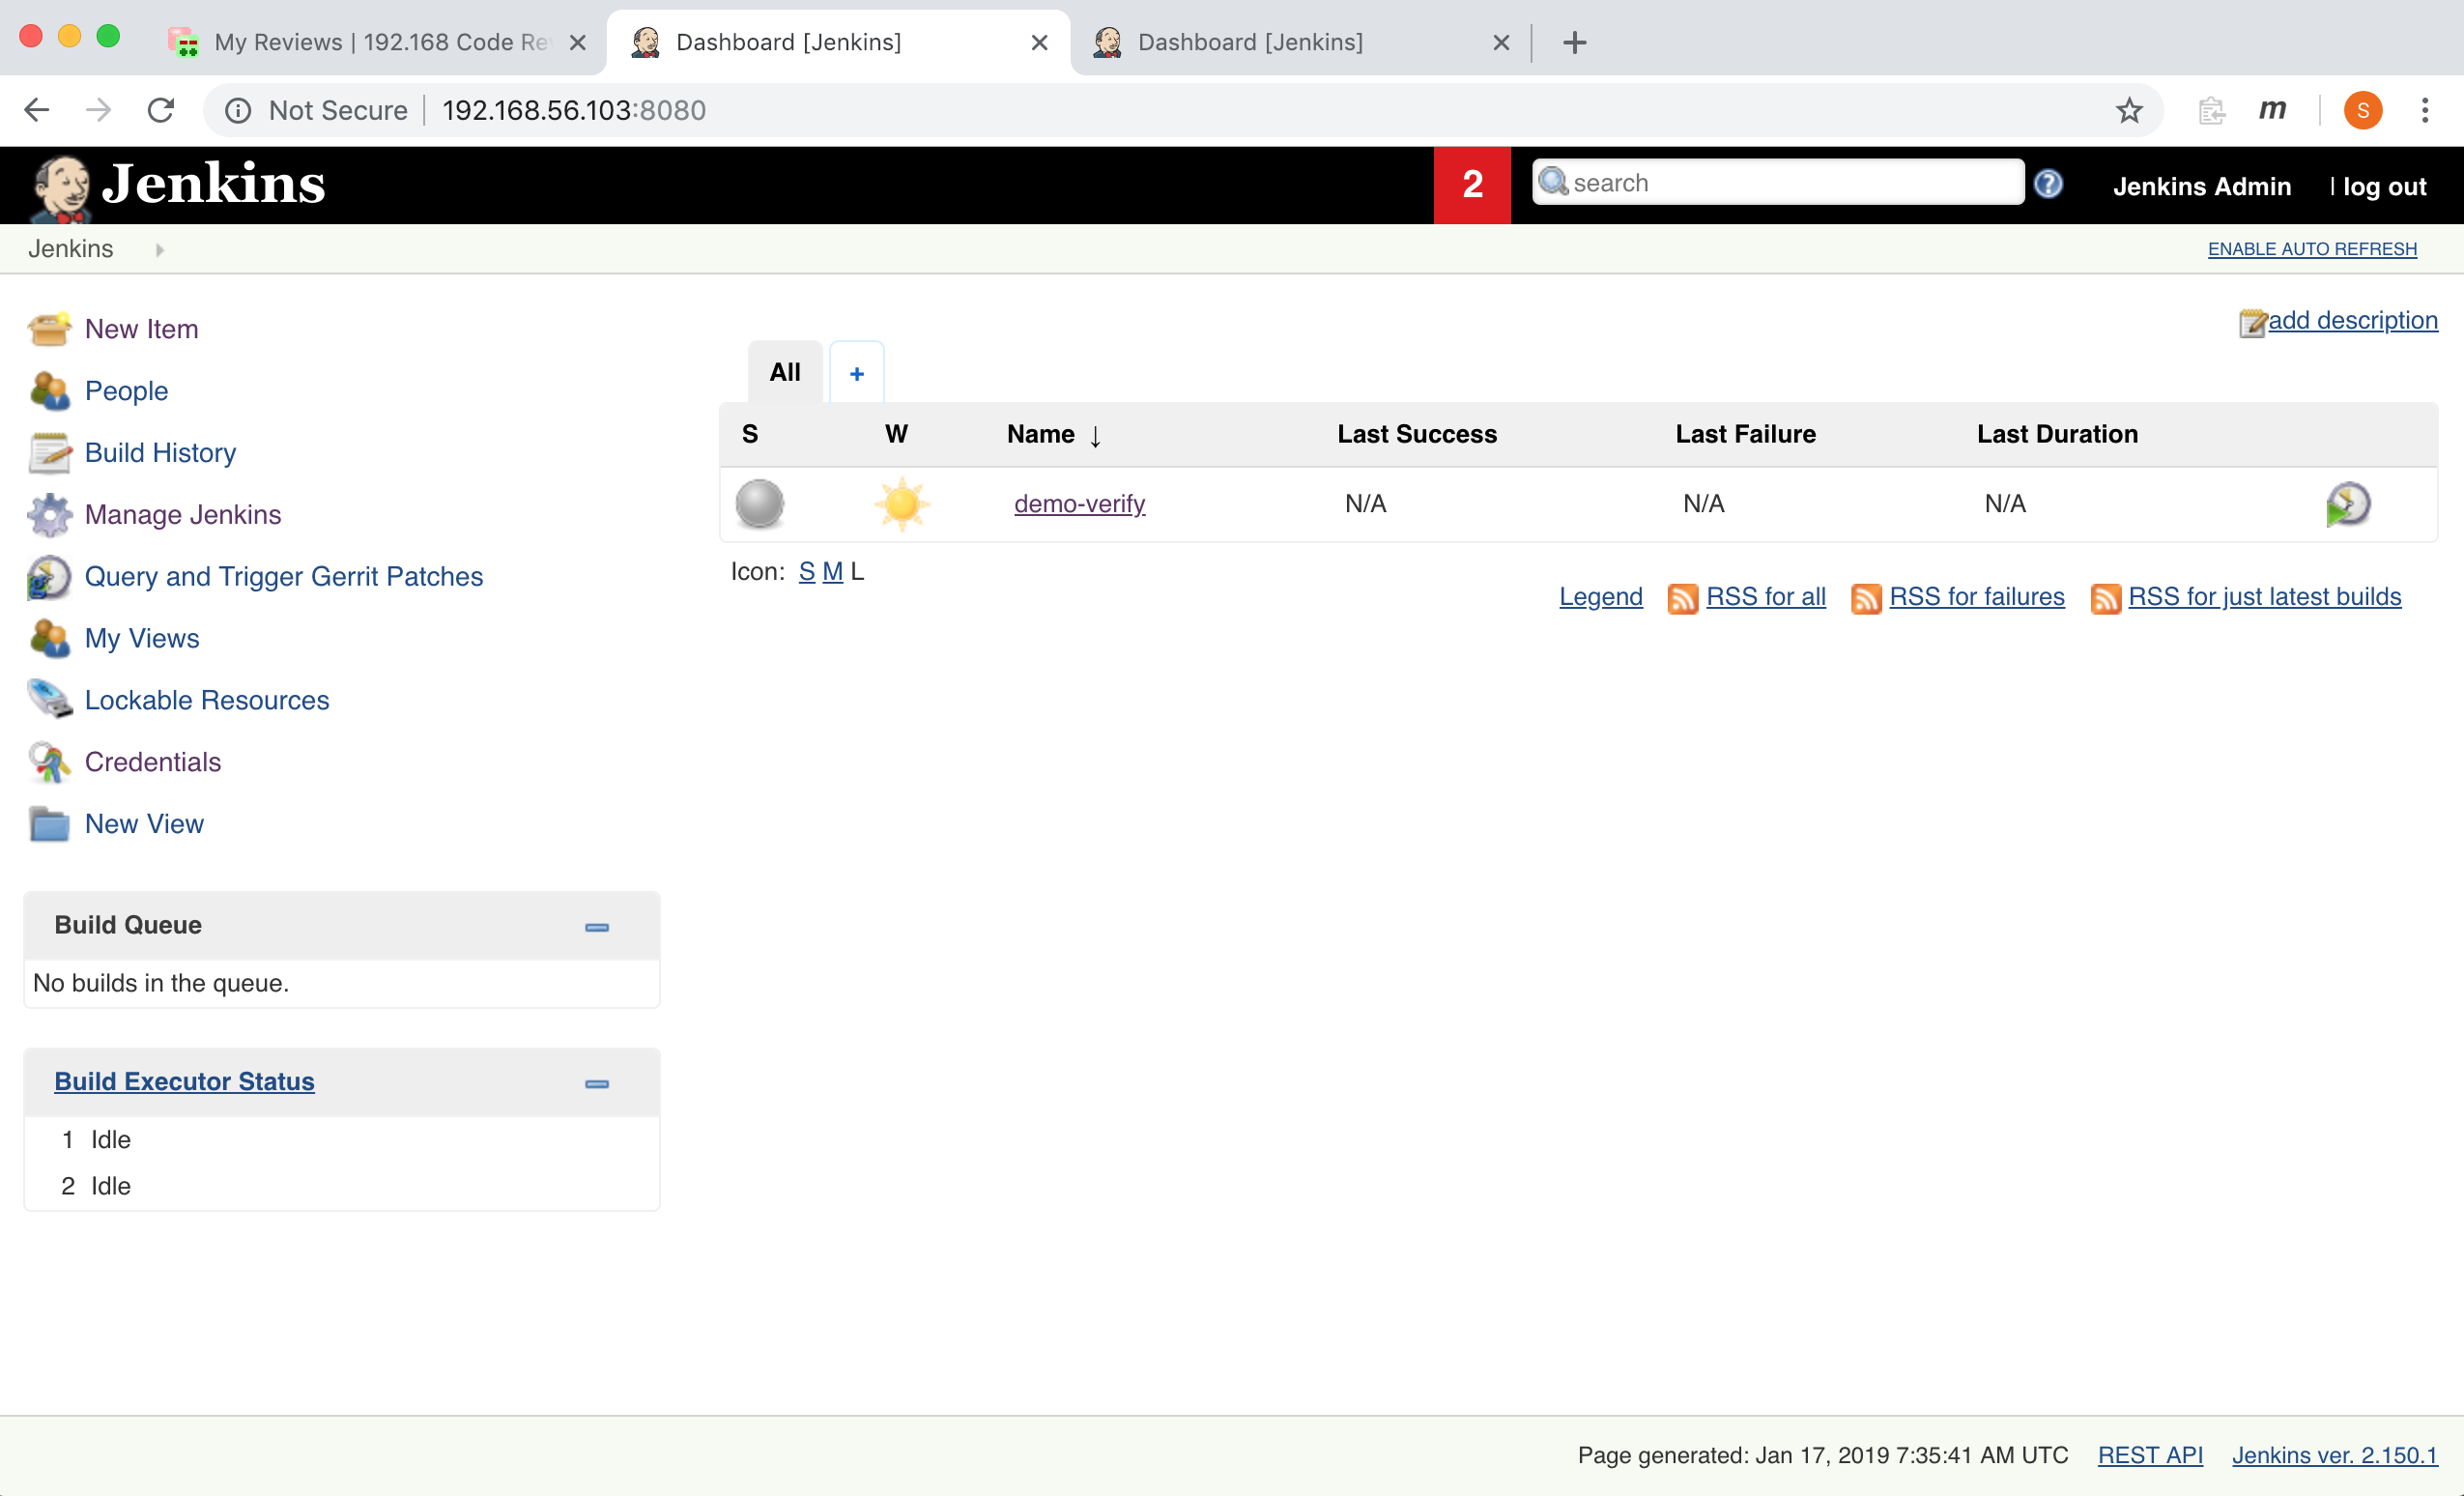 My Reviews | 192.168 Code Re
Dashboard [Jenkins]
Dashboard [Jenkins]
Not Secure
192.168.56.103:8080
S
Jenkins
2
search
Jenkins Admin
| log out
Jenkins
ENABLE AUTO REFRESH
New Item
People
Build History
Manage Jenkins
Query and Trigger Gerrit Patches
My Views
Lockable Resources
Credentials
New View
Build Queue
No builds in the queue.
Build Executor Status
1 Idle
2 Idle
add description
All +
S W Name ↓ Last Success Last Failure Last Duration
demo-verify N/A N/A N/A
Icon: S M L
Legend RSS for all RSS for failures RSS for just latest builds
Page generated: Jan 17, 2019 7:35:41 AM UTC REST API Jenkins ver. 2.150.1